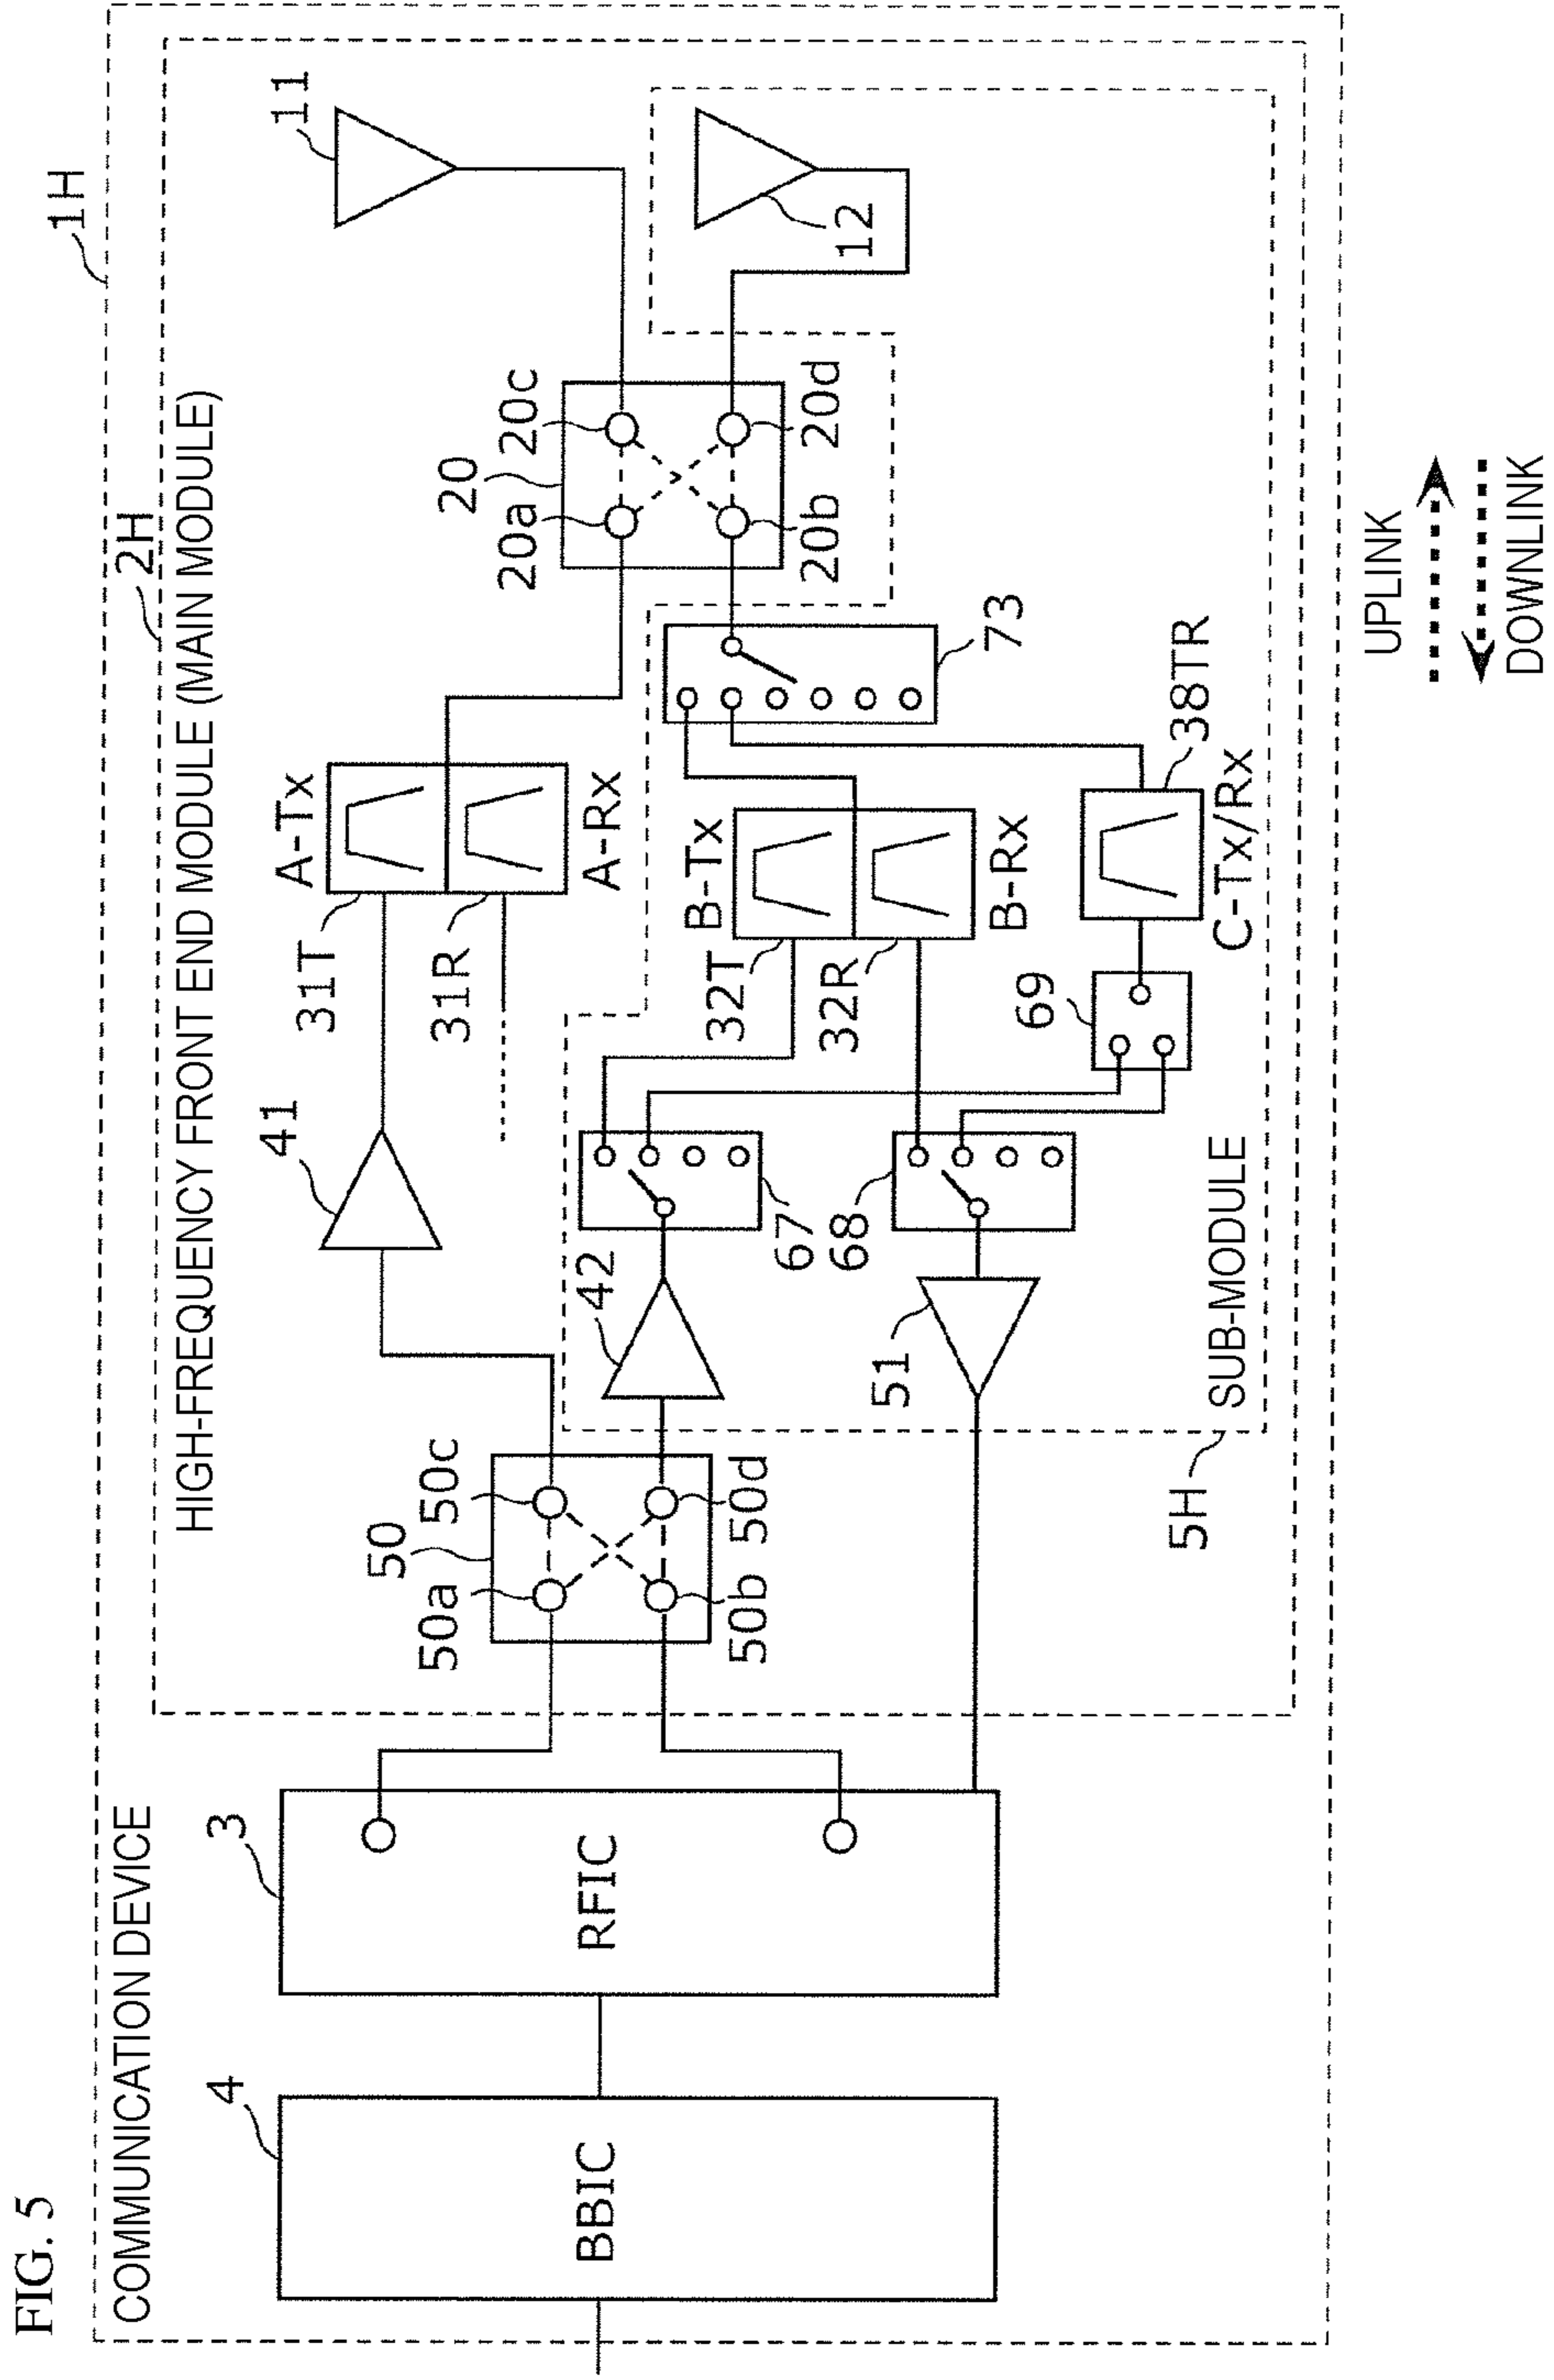 FIG. 5
COMMUNICATION DEVICE
1H
2H
HIGH-FREQUENCY FRONT END MODULE (MAIN MODULE)
4
BBIC
3
RFIC
50
50a
50c
50b
50d
41
31T
A-Tx
31R
A-Rx
20
20a
20c
20b
20d
11
12
42
67
68
51
32T
B-Tx
32R
B-Rx
69
38TR
C-Tx/Rx
73
5H
SUB-MODULE
UPLINK
DOWNLINK